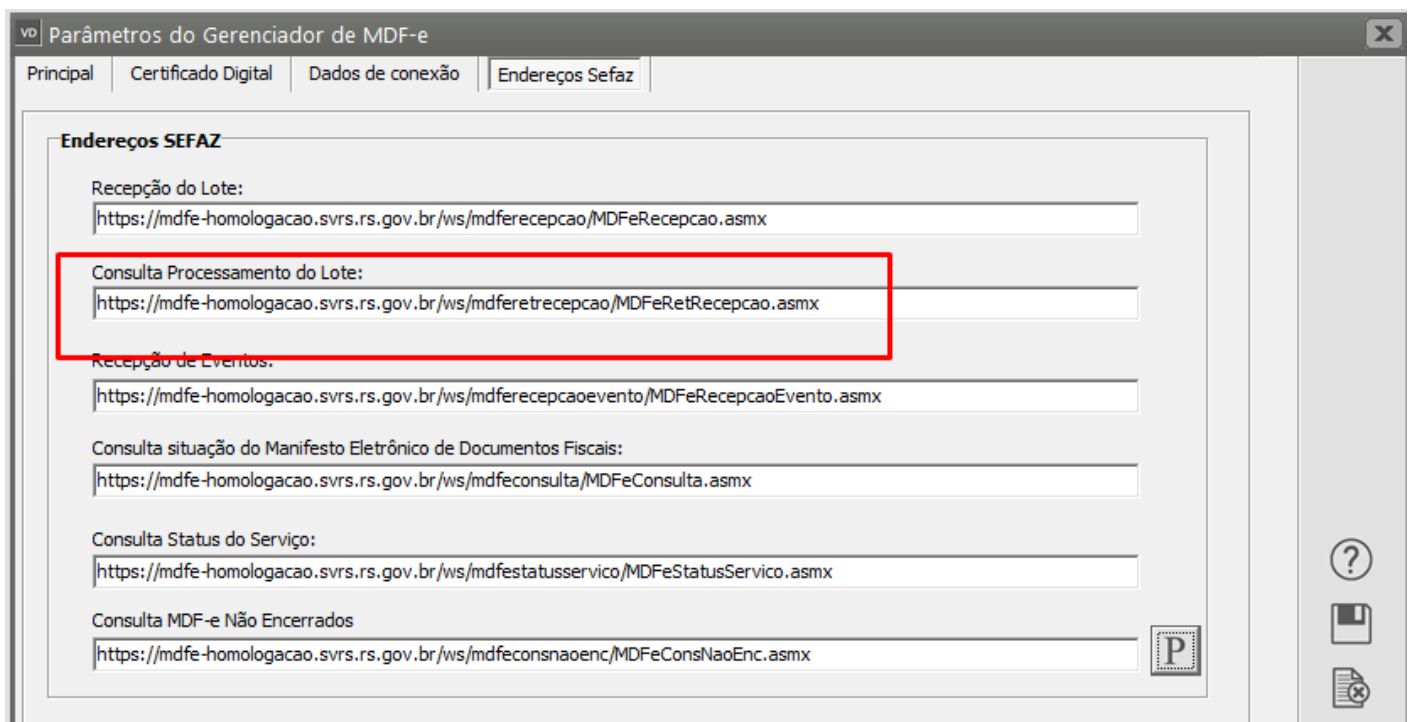 VD Parâmetros do Gerenciador de MDF-e
Principal Certificado Digital Dados de conexão Endereços Sefaz
Endereços SEFAZ
Recepção do Lote:
https://mdfe-homologacao.svrs.rs.gov.br/ws/mdferecepcao/MDFeRecepcao.asmx
Consulta Processamento do Lote:
https://mdfe-homologacao.svrs.rs.gov.br/ws/mdferetrecepcao/MDFeRetRecepcao.asmx
Recepção de Eventos:
https://mdfe-homologacao.svrs.rs.gov.br/ws/mdferecepcaoevento/MDFeRecepcaoEvento.asmx
Consulta situação do Manifesto Eletrônico de Documentos Fiscais:
https://mdfe-homologacao.svrs.rs.gov.br/ws/mdfeconsulta/MDFeConsulta.asmx
Consulta Status do Serviço:
https://mdfe-homologacao.svrs.rs.gov.br/ws/mdfestatusservico/MDFeStatusServico.asmx
Consulta MDF-e Não Encerrados
https://mdfe-homologacao.svrs.rs.gov.br/ws/mdfeconsnaoenc/MDFeConsNaoEnc.asmx
P